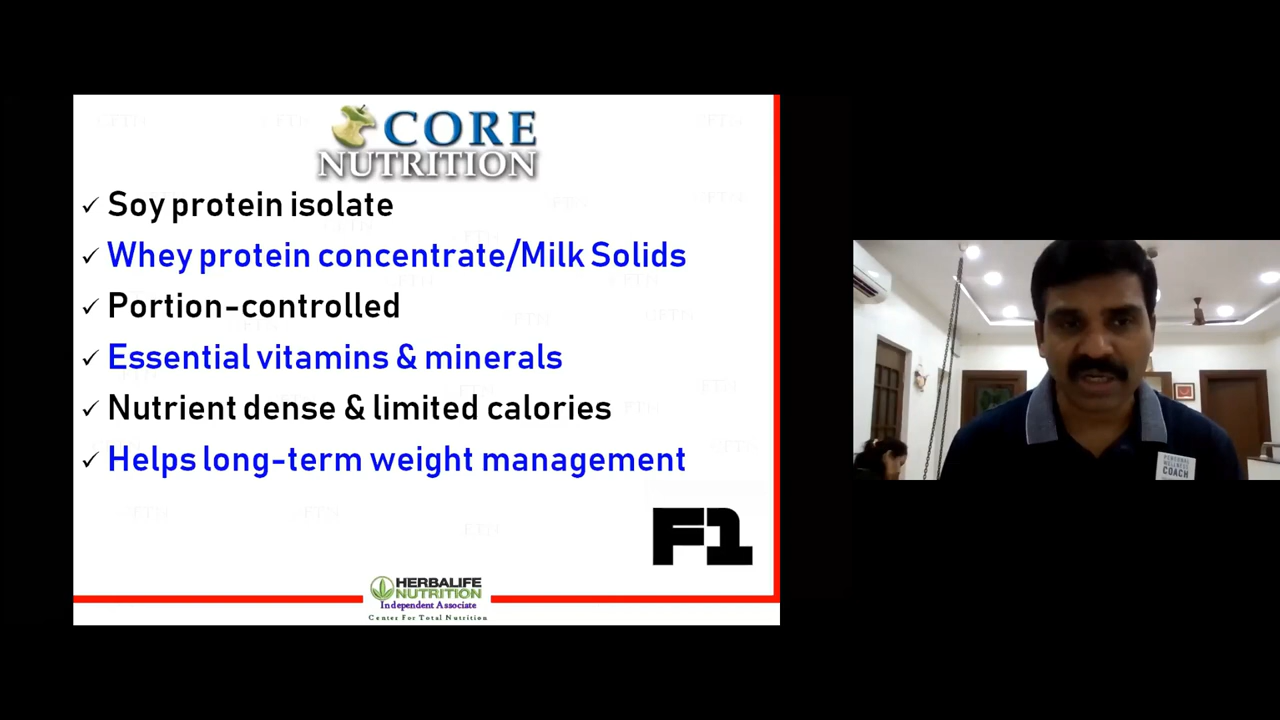 CORE
NUTRITION
✓ Soy protein isolate
✓ Whey protein concentrate/Milk Solids
✓ Portion-controlled
✓ Essential vitamins & minerals
✓ Nutrient dense & limited calories
✓ Helps long-term weight management
F1
HERBALIFE
NUTRITION
Independent Associate
Center For Total Nutrition
PERSONAL
WELLNESS
COACH